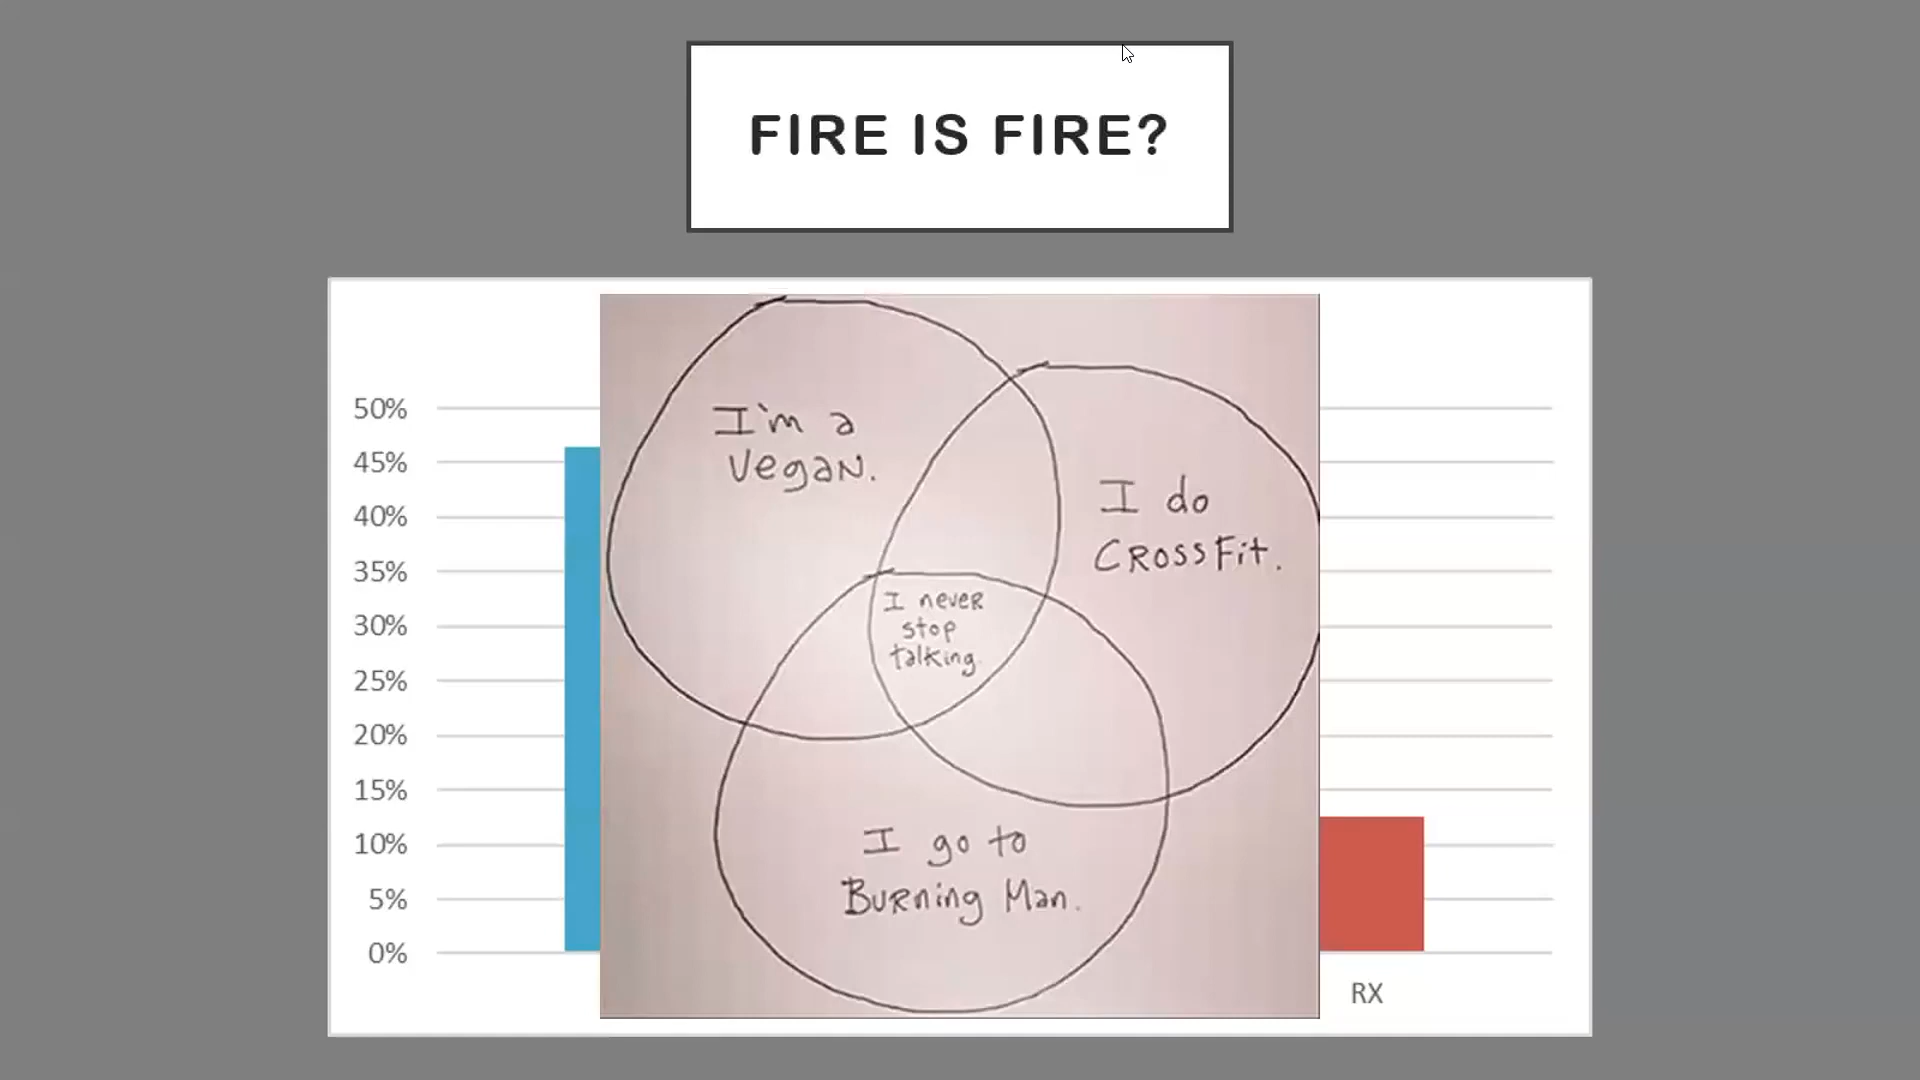 FIRE IS FIRE?
50%
45%
40%
35%
30%
25%
20%
15%
10%
5%
0%
I'm a
Vegan.
I do
CROSSFit.
I never
stop
talking.
I go to
Burning Man.
RX